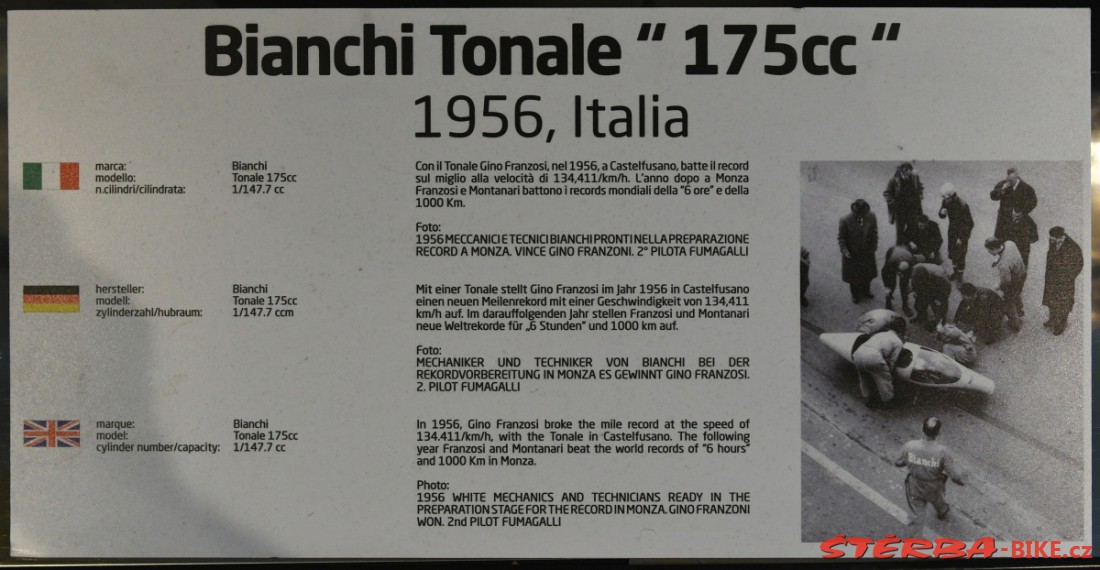 Bianchi Tonale “ 175cc “
1956, Italia
marca: Bianchi
modello: Tonale 175cc
n.cilindri/cilindrata: 1/147.7 cc
Con il Tonale Gino Franzosi, nel 1956, a Castelfusano, batte il record
sul miglio alla velocità di 134,411/km/h. L'anno dopo a Monza
Franzosi e Montanari battono i records mondiali della "6 ore" e della
1000 Km.
Foto:
1956 MECCANICI E TECNICI BIANCHI PRONTI NELLA PREPARAZIONE
RECORD A MONZA. VINCE GINO FRANZONI. 2° PILOTA FUMAGALLI
hersteller: Bianchi
modell: Tonale 175cc
zylinderzahl/hubraum: 1/147.7 ccm
Mit einer Tonale stellt Gino Franzosi im Jahr 1956 in Castelfusano
einen neuen Meilenrekord mit einer Geschwindigkeit von 134,411
km/h auf. Im darauffolgenden Jahr stellen Franzosi und Montanari
neue Weltrekorde für „6 Stunden" und 1000 km auf.
Foto:
MECHANIKER UND TECHNIKER VON BIANCHI BEI DER
REKORDVORBEREITUNG IN MONZA ES GEWINNT GINO FRANZOSI.
2. PILOT FUMAGALLI
marque: Bianchi
model: Tonale 175cc
cylinder number/capacity: 1/147.7 cc
In 1956, Gino Franzosi broke the mile record at the speed of
134.411/km/h, with the Tonale in Castelfusano. The following
year Franzosi and Montanari beat the world records of "6 hours"
and 1000 Km in Monza.
Photo:
1956 WHITE MECHANICS AND TECHNICIANS READY IN THE
PREPARATION STAGE FOR THE RECORD IN MONZA. GINO FRANZONI
WON. 2nd PILOT FUMAGALLI
Bianchi
ŠTĚRBA-BIKE.cz